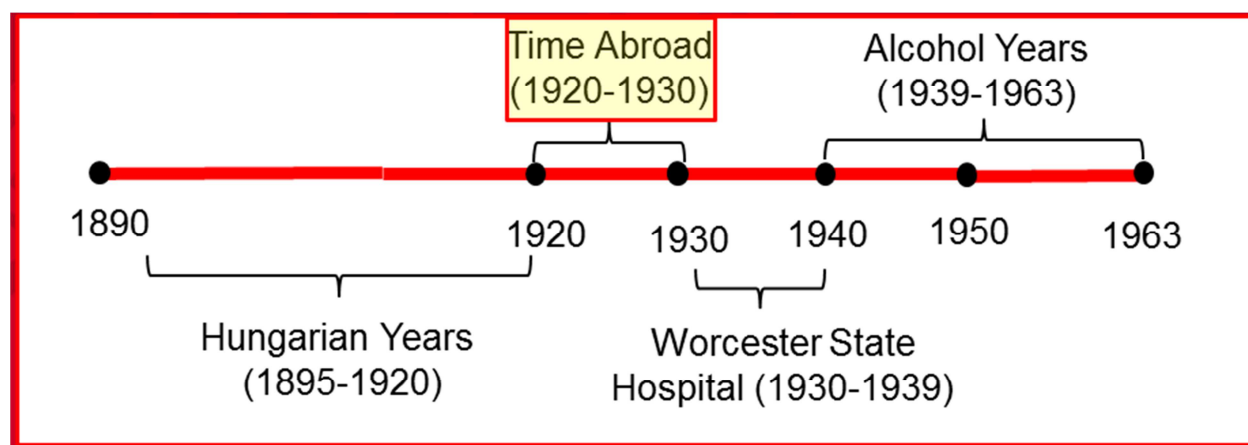 Time Abroad
(1920-1930)
Alcohol Years
(1939-1963)
1890
1920
1930
1940
1950
1963
Hungarian Years
(1895-1920)
Worcester State
Hospital (1930-1939)